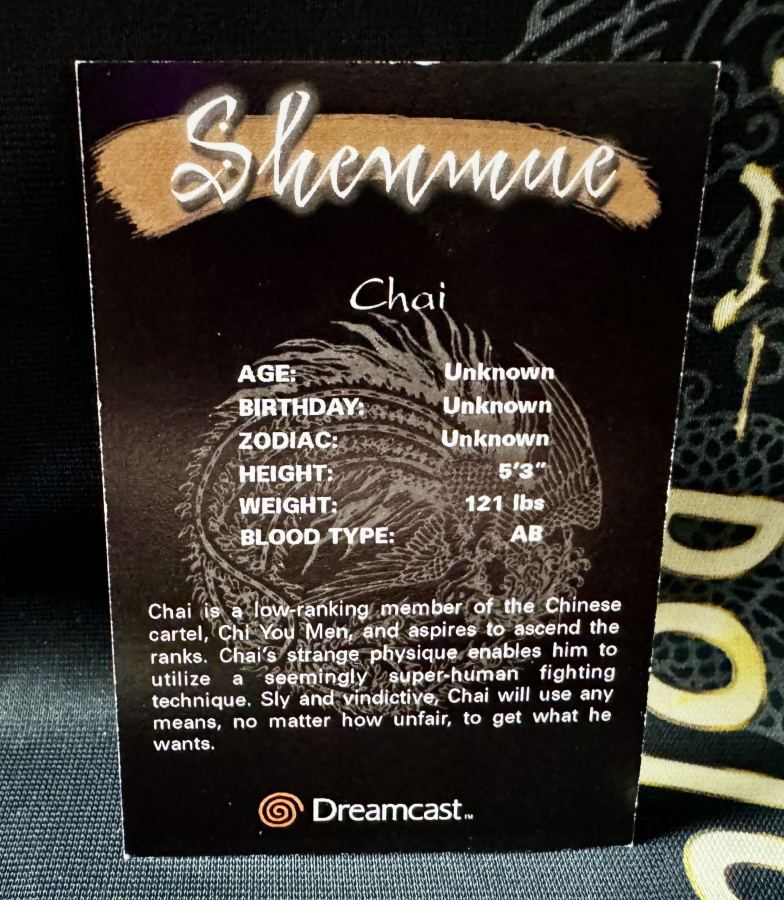 Shenmue
Chai
AGE: Unknown
BIRTHDAY: Unknown
ZODIAC: Unknown
HEIGHT: 5'3"
WEIGHT: 121 lbs
BLOOD TYPE: AB
Chai is a low-ranking member of the Chinese
cartel, Chi You Men, and aspires to ascend the
ranks. Chai's strange physique enables him to
utilize a seemingly super-human fighting
technique. Sly and vindictive, Chai will use any
means, no matter how unfair, to get what he
wants.
Dreamcast™